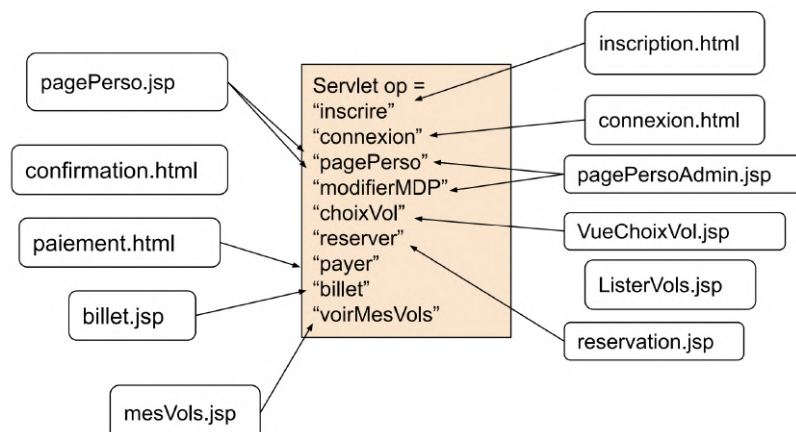 pagePerso.jsp
confirmation.html
paiement.html
billet.jsp
mesVols.jsp
Servlet op =
“inscrire”
“connexion”
“pagePerso”
“modifierMDP”
“choixVol”
“reserver”
“payer”
“billet”
“voirMesVols”
inscription.html
connexion.html
pagePersoAdmin.jsp
VueChoixVol.jsp
ListerVols.jsp
reservation.jsp